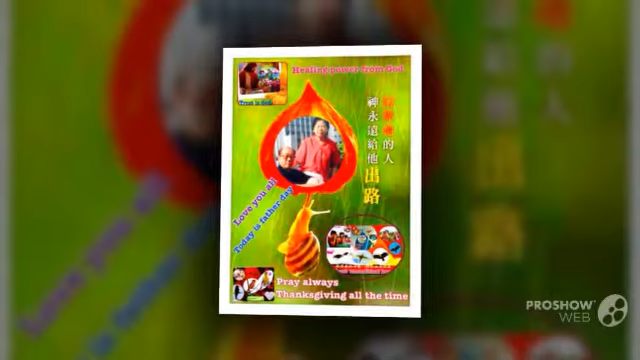 Healing power from God
Trust in God
的人
神永遠給他出路
Love you all
Today is father day
Pray always
Thanksgiving all the time
PROSHOW
WEB